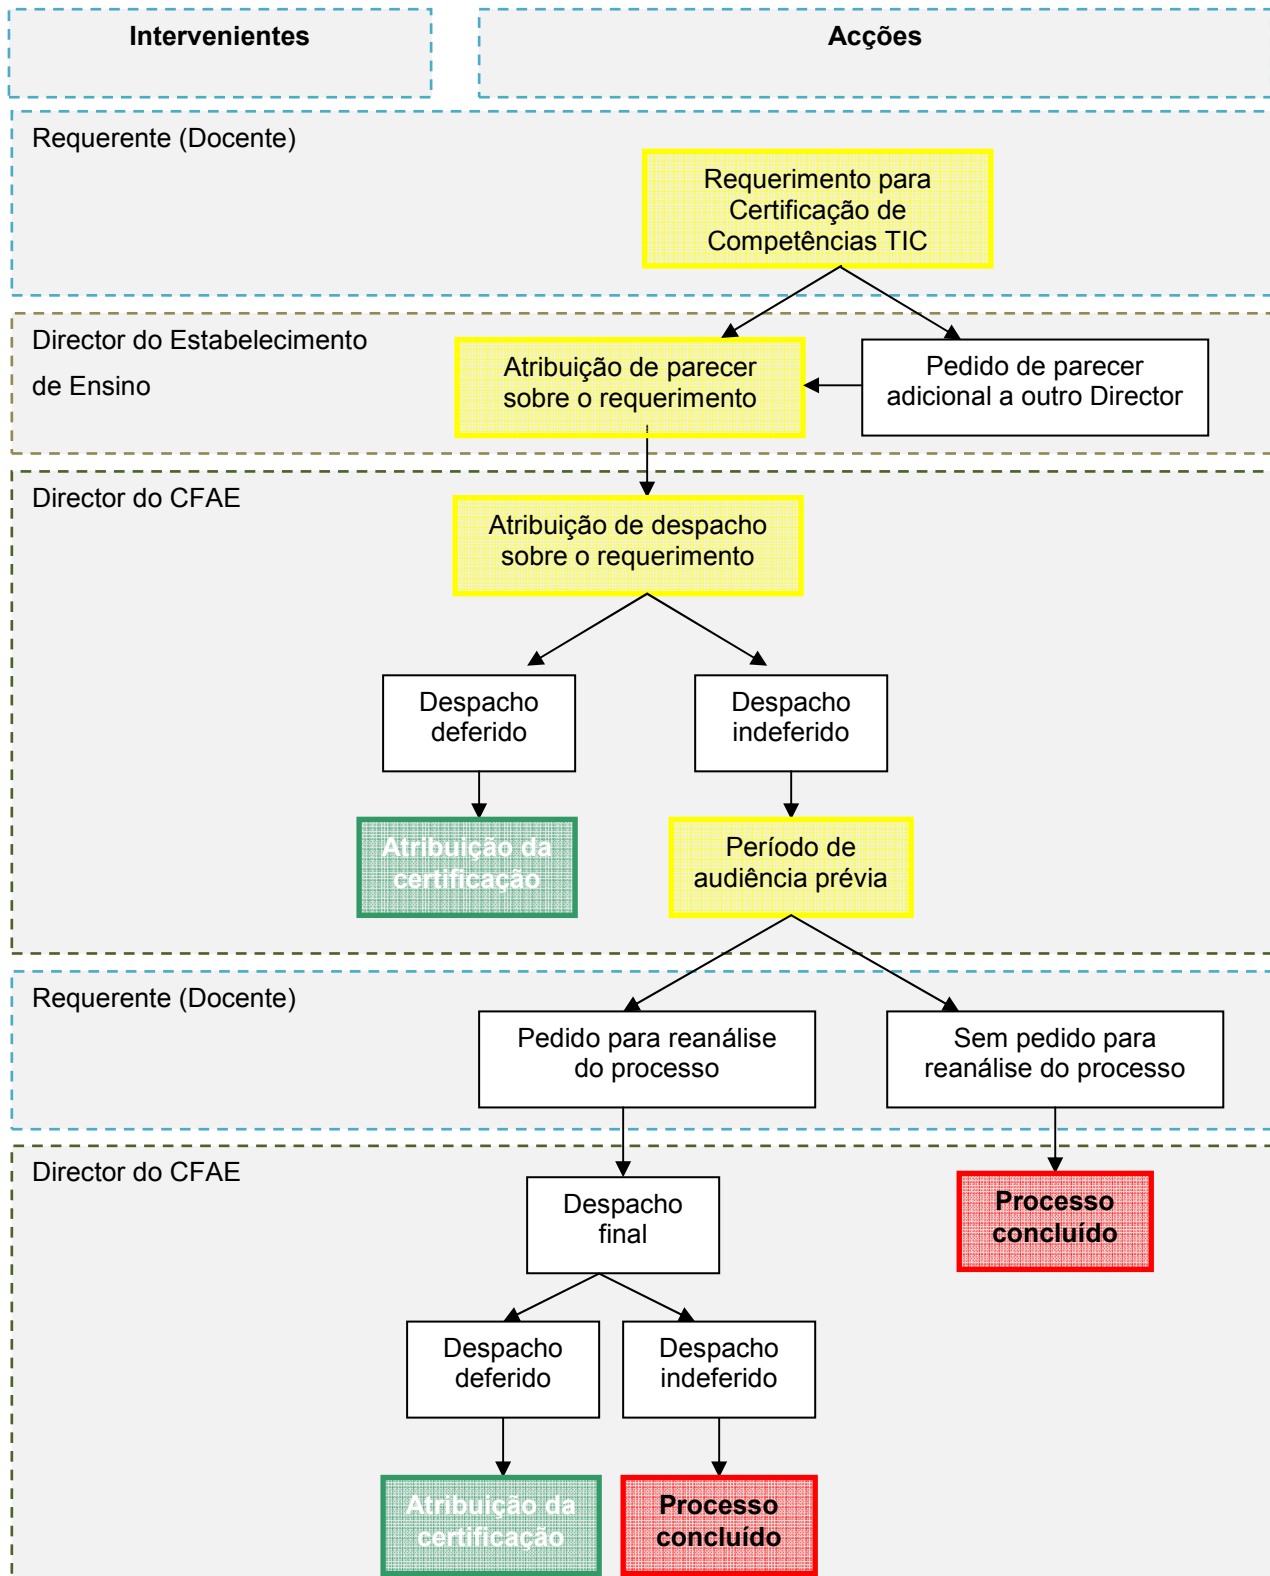 Intervenientes
Acções
Requerente (Docente)
Requerimento para
Certificação de
Competências TIC
Director do Estabelecimento
de Ensino
Atribuição de parecer
sobre o requerimento
Pedido de parecer
adicional a outro Director
Director do CFAE
Atribuição de despacho
sobre o requerimento
Despacho
deferido
Despacho
indeferido
Atribuição da
certificação
Período de
audiência prévia
Requerente (Docente)
Pedido para reanálise
do processo
Sem pedido para
reanálise do processo
Director do CFAE
Despacho
final
Processo
concluído
Despacho
deferido
Despacho
indeferido
Atribuição da
certificação
Processo
concluído